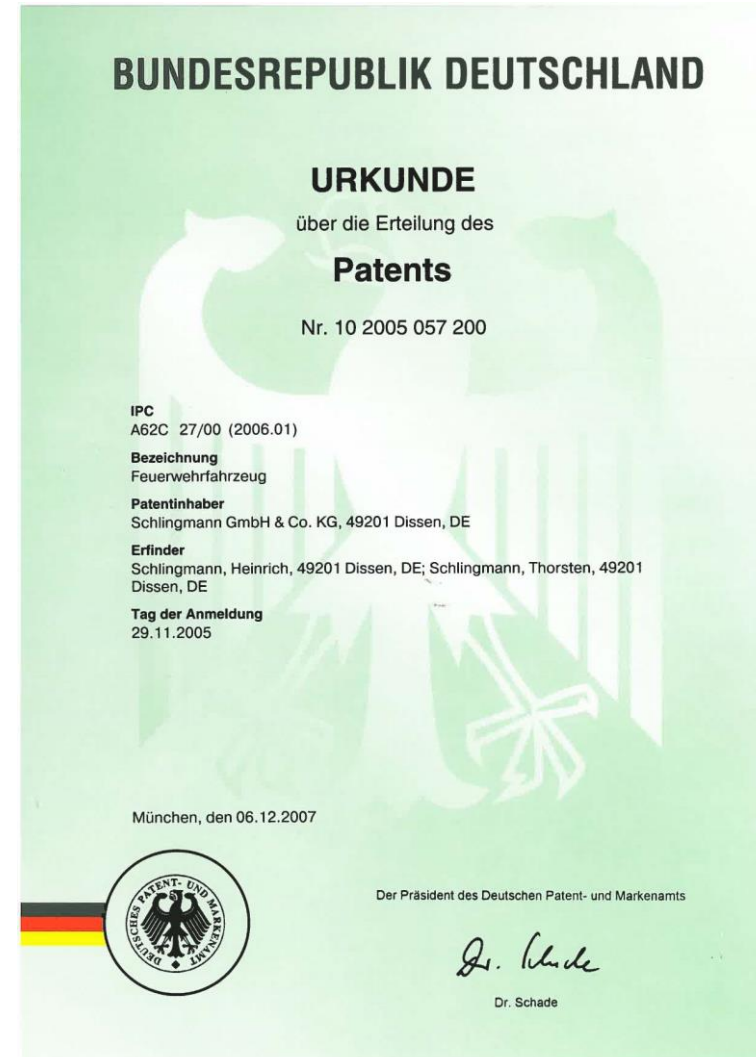 BUNDESREPUBLIK DEUTSCHLAND
URKUNDE
über die Erteilung des
Patents
Nr. 10 2005 057 200
IPC
A62C 27/00 (2006.01)
Bezeichnung
Feuerwehrfahrzeug
Patentinhaber
Schlingmann GmbH & Co. KG, 49201 Dissen, DE
Erfinder
Schlingmann, Heinrich, 49201 Dissen, DE; Schlingmann, Thorsten, 49201
Dissen, DE
Tag der Anmeldung
29.11.2005
München, den 06.12.2007
DEUTSCHES PATENT- UND MARKENAMT
Der Präsident des Deutschen Patent- und Markenamts
Dr. Schade
Dr. Schade